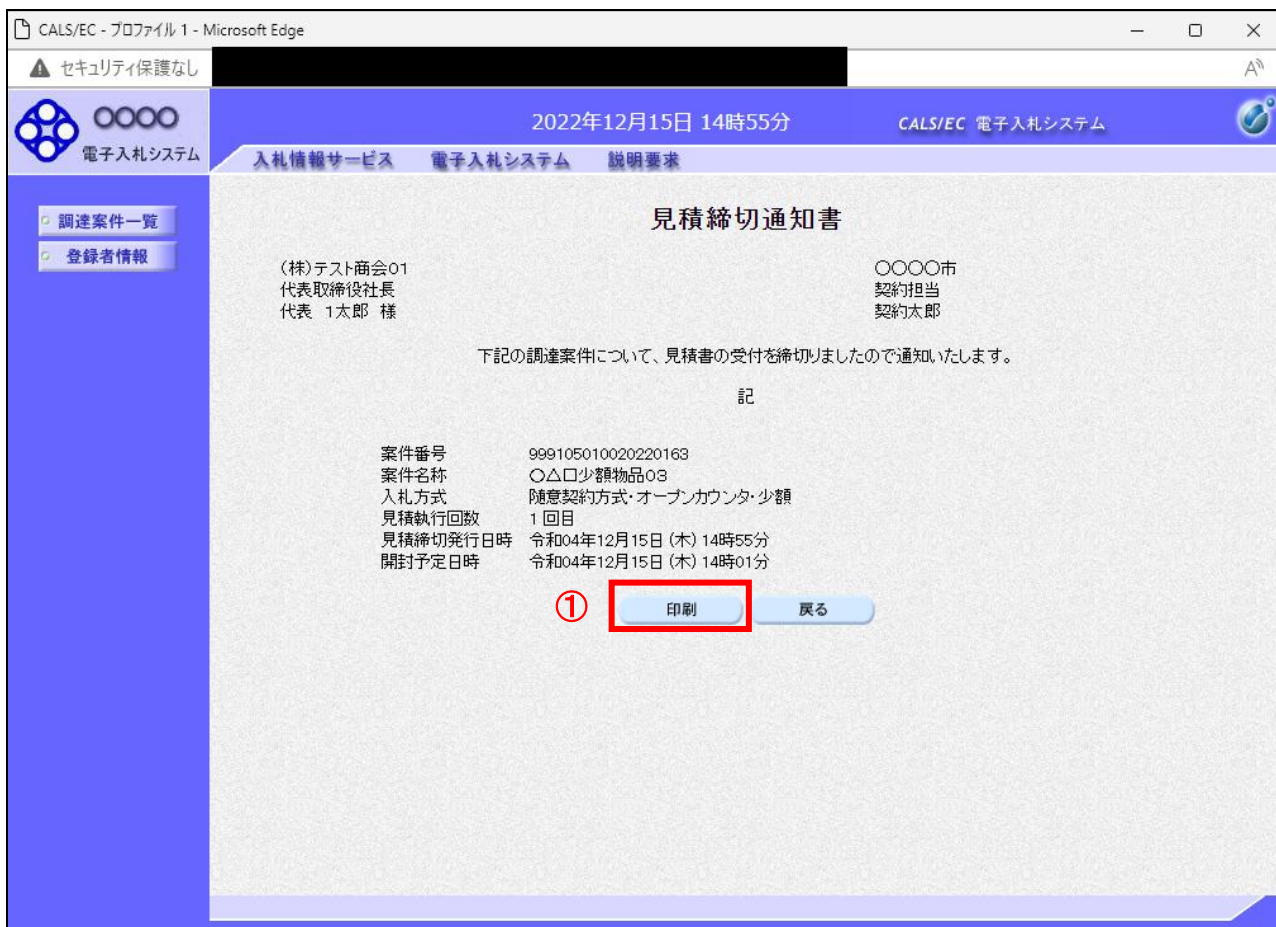 CALS/EC - プロファイル 1 - Microsoft Edge
セキュリティ保護なし
〇〇〇〇
電子入札システム
2022年12月15日 14時55分
CALS/EC 電子入札システム
入札情報サービス 電子入札システム 説明要求
調達案件一覧
登録者情報
見積締切通知書
(株)テスト商会01
代表取締役社長
代表 1太郎 様
〇〇〇〇市
契約担当
契約太郎
下記の調達案件について、見積書の受付を締切りましたので通知いたします。
記
案件番号 999105010020220163
案件名称 〇△口少額物品03
入札方式 随意契約方式・オープンカウンタ・少額
見積執行回数 1 回目
見積締切発行日時 令和04年12月15日 (木) 14時55分
開封予定日時 令和04年12月15日 (木) 14時01分
① 印刷 戻る